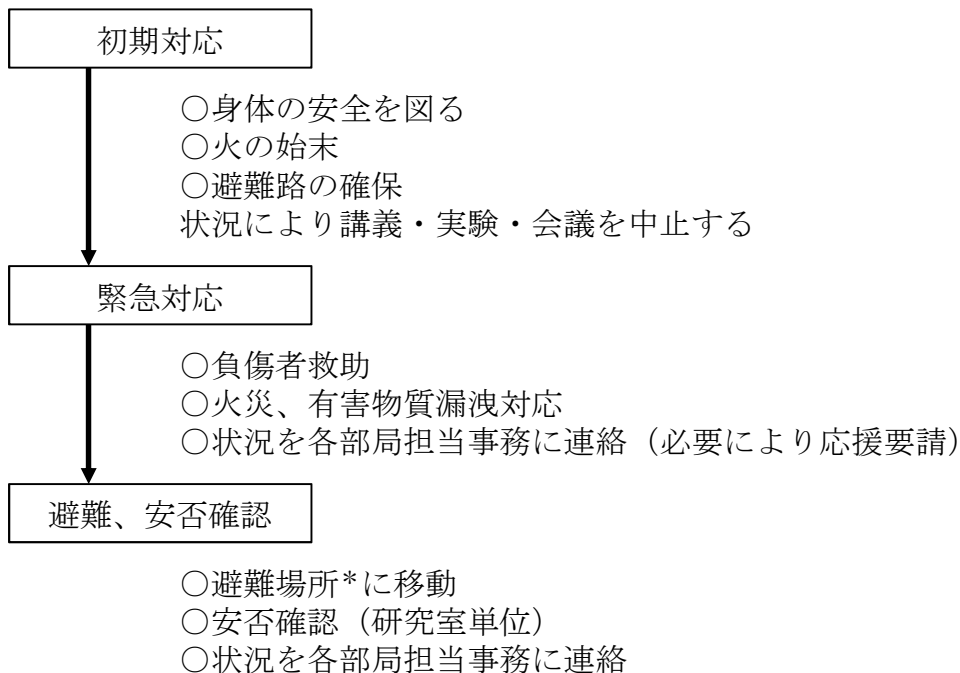 初期対応
○身体の安全を図る
○火の始末
○避難路の確保
状況により講義・実験・会議を中止する
緊急対応
○負傷者救助
○火災、有害物質漏洩対応
○状況を各部局担当事務に連絡（必要により応援要請）
避難、安否確認
○避難場所*に移動
○安否確認（研究室単位）
○状況を各部局担当事務に連絡